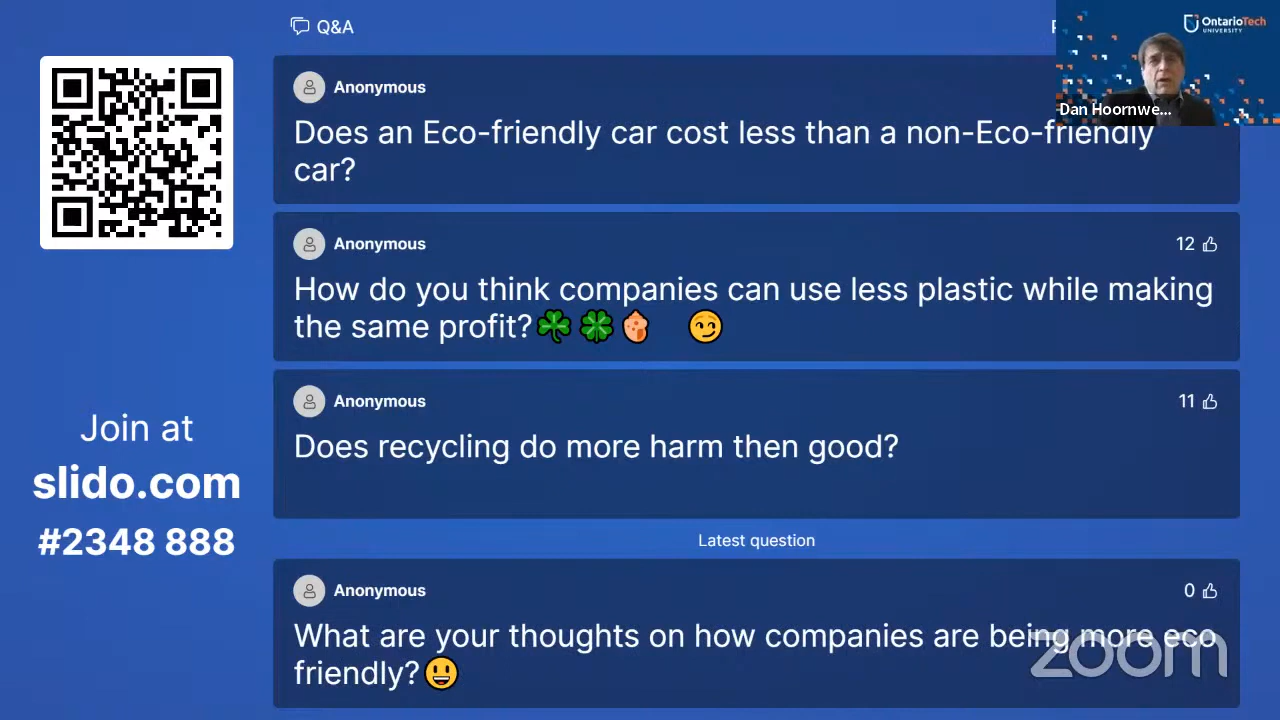 Q&A
OntarioTech
UNIVERSITY
Dan Hoornwe...
Anonymous
Does an Eco-friendly car cost less than a non-Eco-friendly
car?
Anonymous
12
How do you think companies can use less plastic while making
the same profit?☘️🍀🥔 😏
Anonymous
11
Does recycling do more harm then good?
Join at
slido.com
#2348 888
Latest question
Anonymous
0
What are your thoughts on how companies are being more eco
friendly?😃
zoom